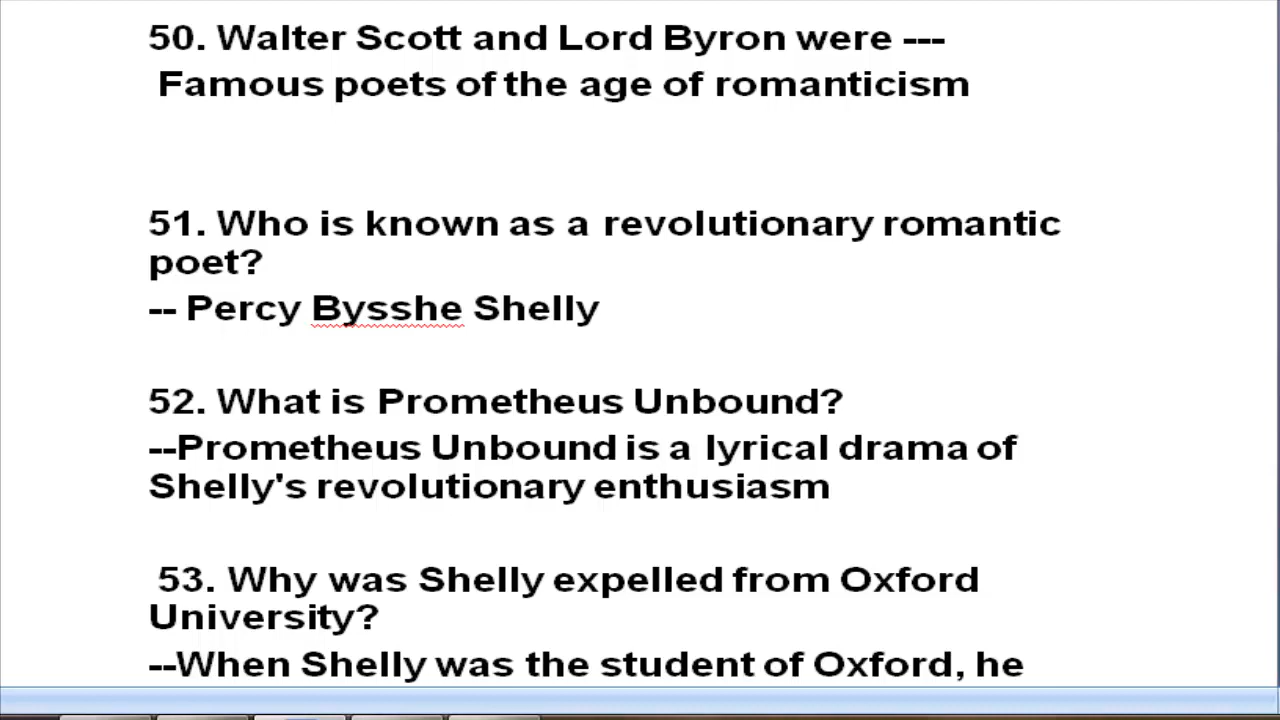 50. Walter Scott and Lord Byron were ---
Famous poets of the age of romanticism
51. Who is known as a revolutionary romantic
poet?
-- Percy Bysshe Shelly
52. What is Prometheus Unbound?
--Prometheus Unbound is a lyrical drama of
Shelly's revolutionary enthusiasm
53. Why was Shelly expelled from Oxford
University?
--When Shelly was the student of Oxford, he